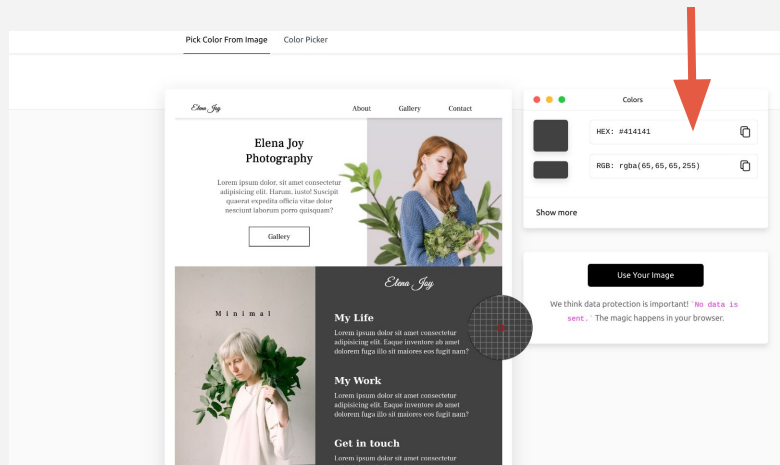 Pick Color From Image Color Picker
Elena Joy
About Gallery Contact
Elena Joy
Photography
Lorem ipsum dolor, sit amet consectetur
adipisicing elit. Harum, iusto! Suscipit
quaerat expedita officia vitae dolor
nesciunt laborum porro quisquam?
Gallery
Minimal
Elena Joy
My Life
Lorem ipsum dolor sit amet consectetur
adipisicing elit. Eaque inventore ab amet
dolorem fuga illo sit maiores eos fugit nam?
My Work
Lorem ipsum dolor sit amet consectetur
adipisicing elit. Eaque inventore ab amet
dolorem fuga illo sit maiores eos fugit nam?
Get in touch
Lorem ipsum dolor sit amet consectetur
Colors
HEX: #414141
RGB: rgba(65,65,65,255)
Show more
Use Your Image
We think data protection is important! `No data is
sent.` The magic happens in your browser.